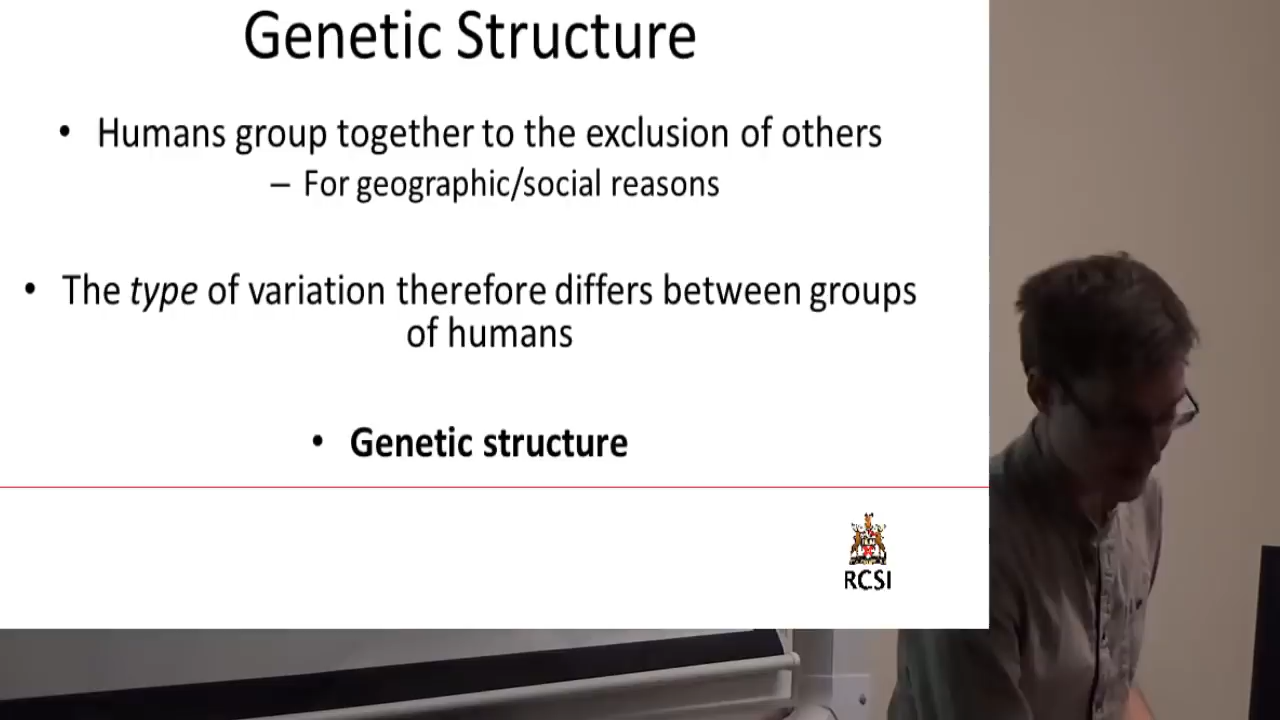 Genetic Structure
• Humans group together to the exclusion of others
– For geographic/social reasons
• The type of variation therefore differs between groups
of humans
• Genetic structure
RCSI